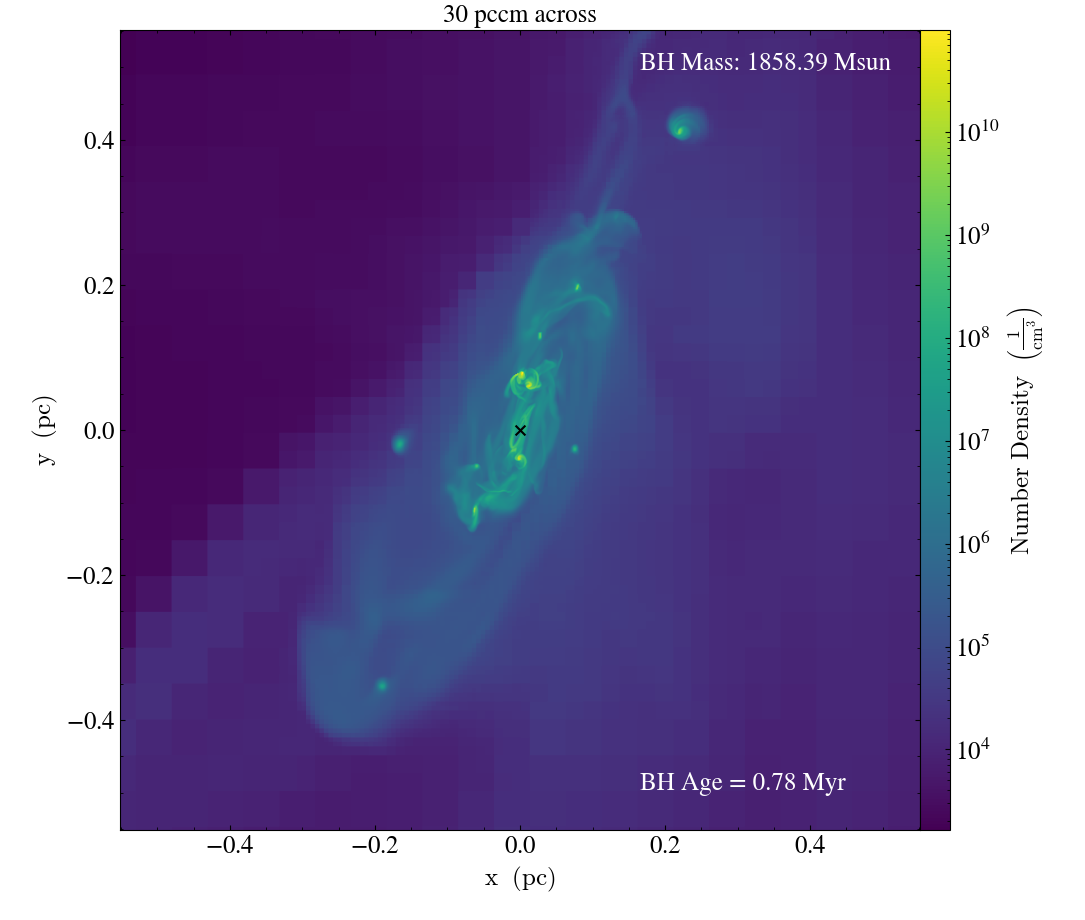 30 pccm across
BH Mass: 1858.39 Msun
BH Age = 0.78 Myr
0.4
0.2
0.0
−0.2
−0.4
y (pc)
−0.4
−0.2
0.0
0.2
0.4
x (pc)
10^10
10^9
10^8
10^7
10^6
10^5
10^4
Number Density (1/cm^3)